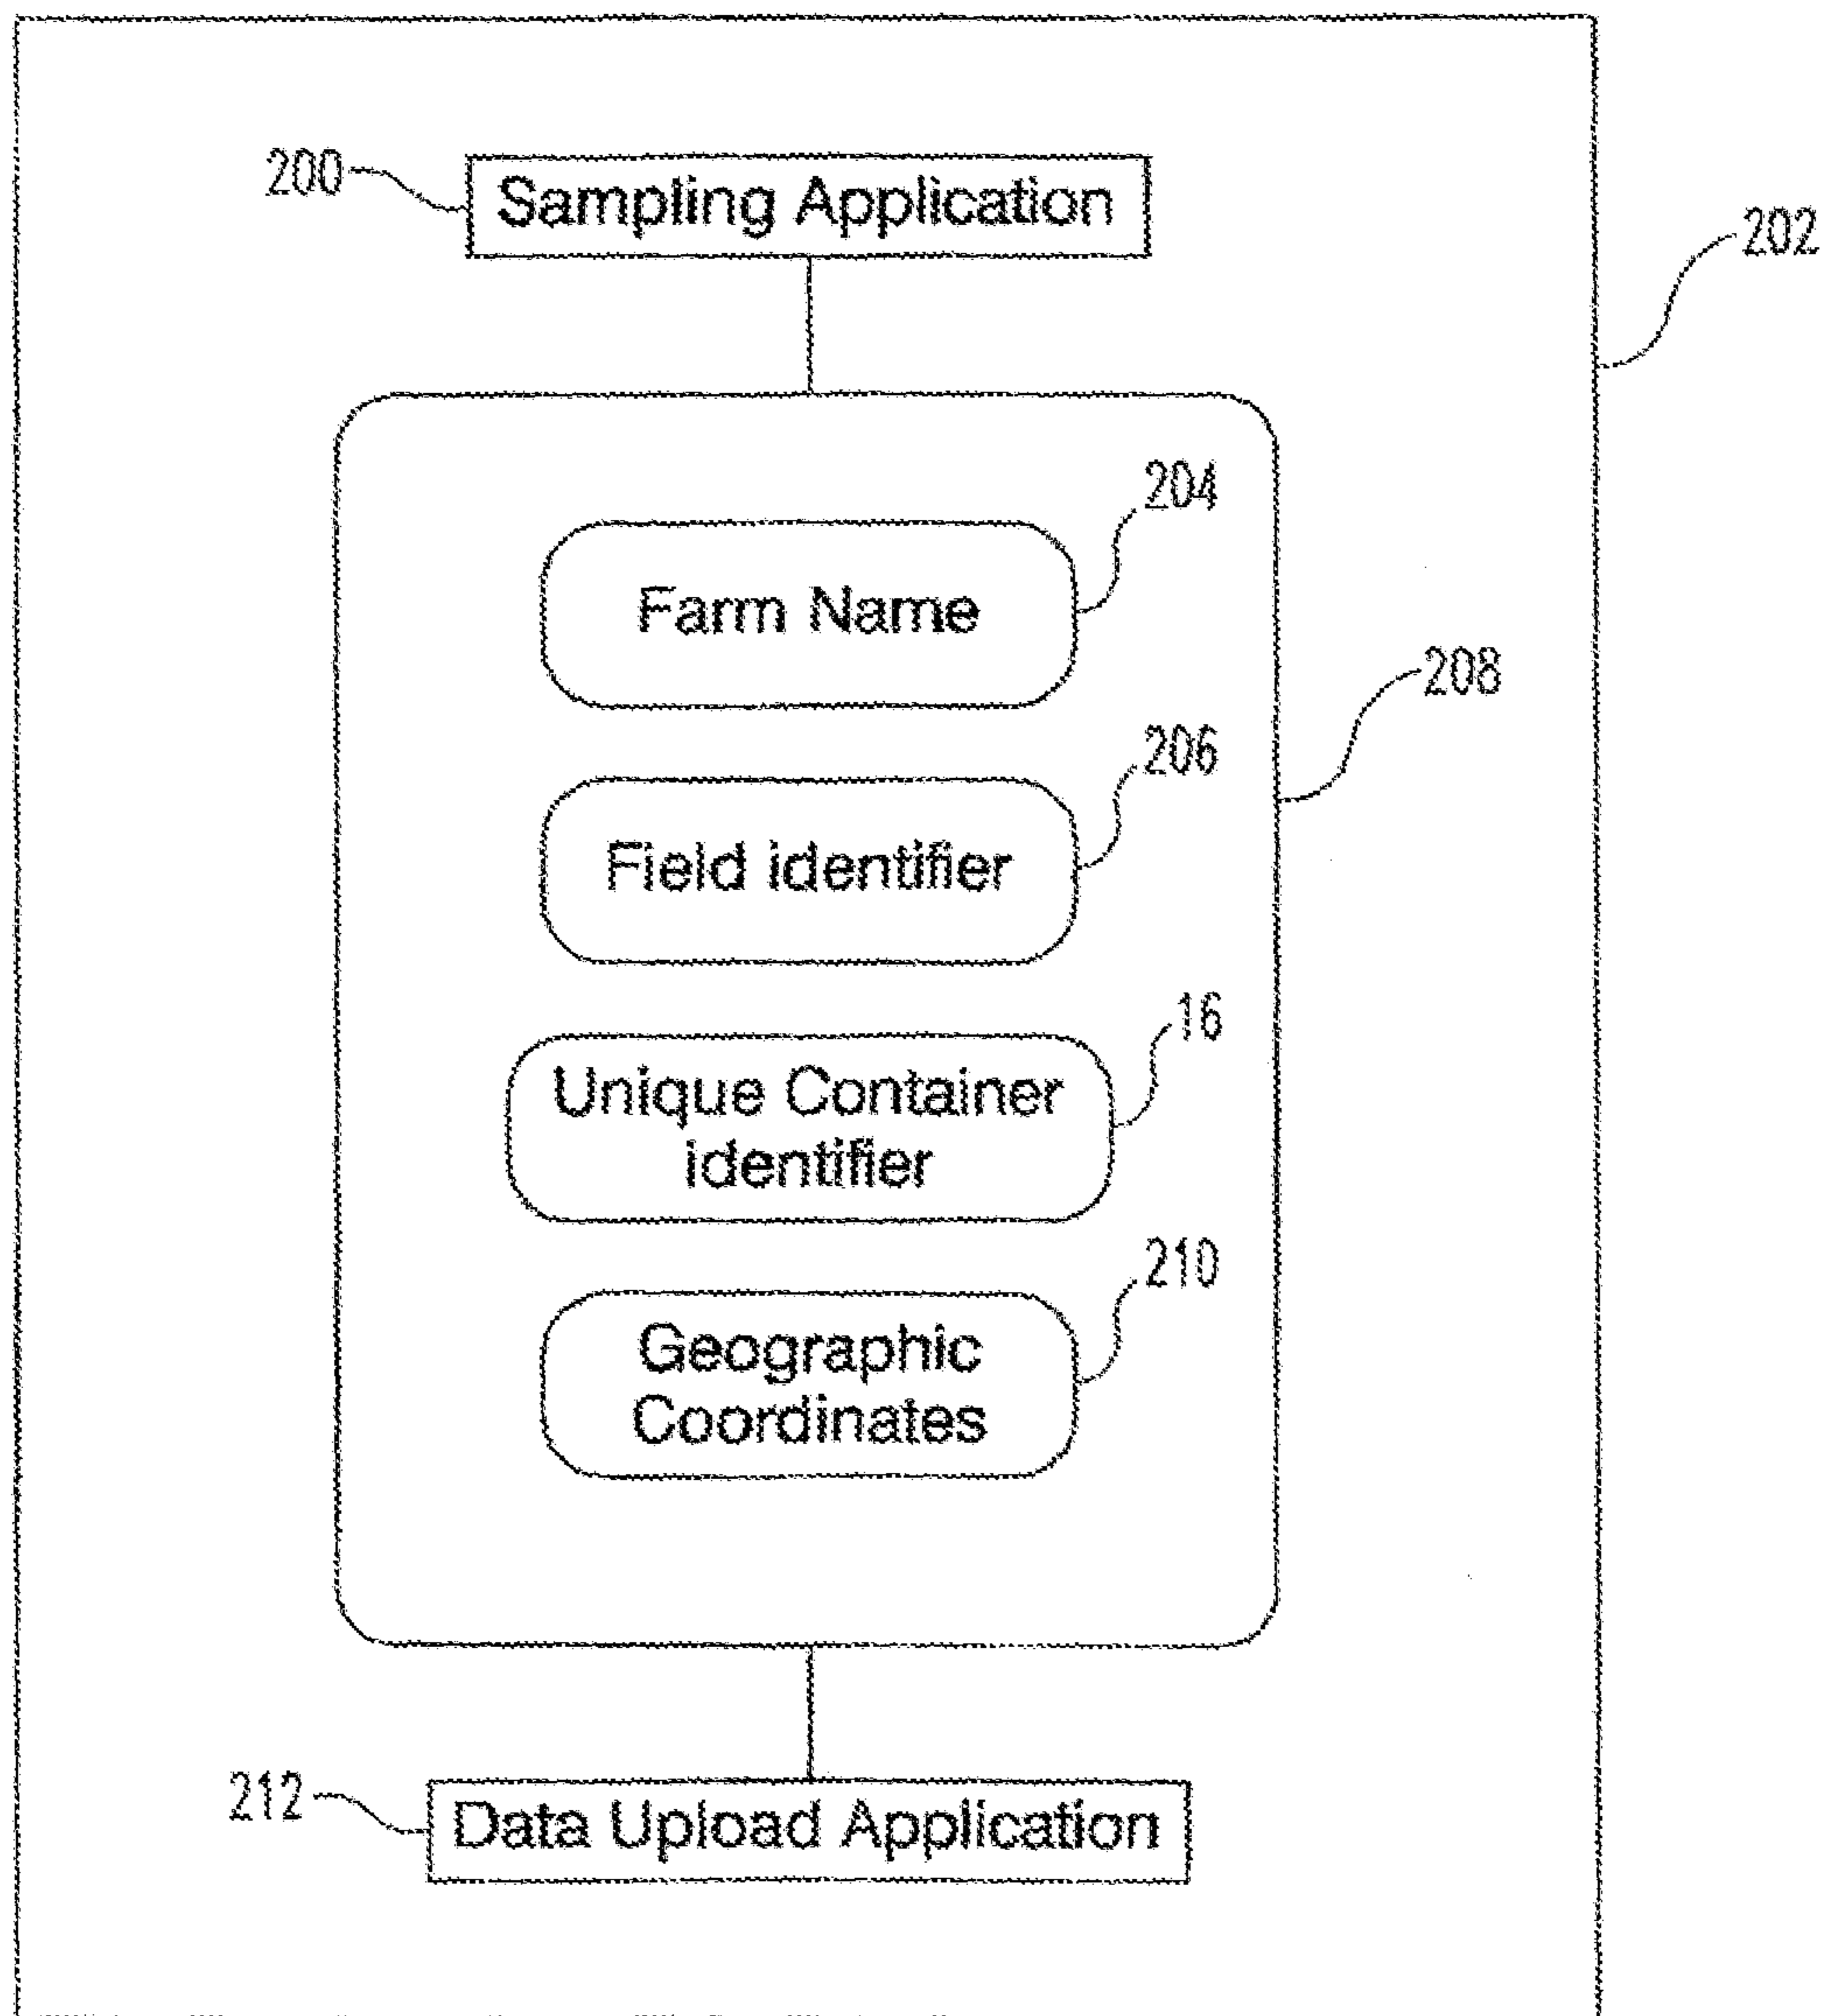 200
Sampling Application
202
204
Farm Name
208
206
Field identifier
16
Unique Container
identifier
210
Geographic
Coordinates
212
Data Upload Application